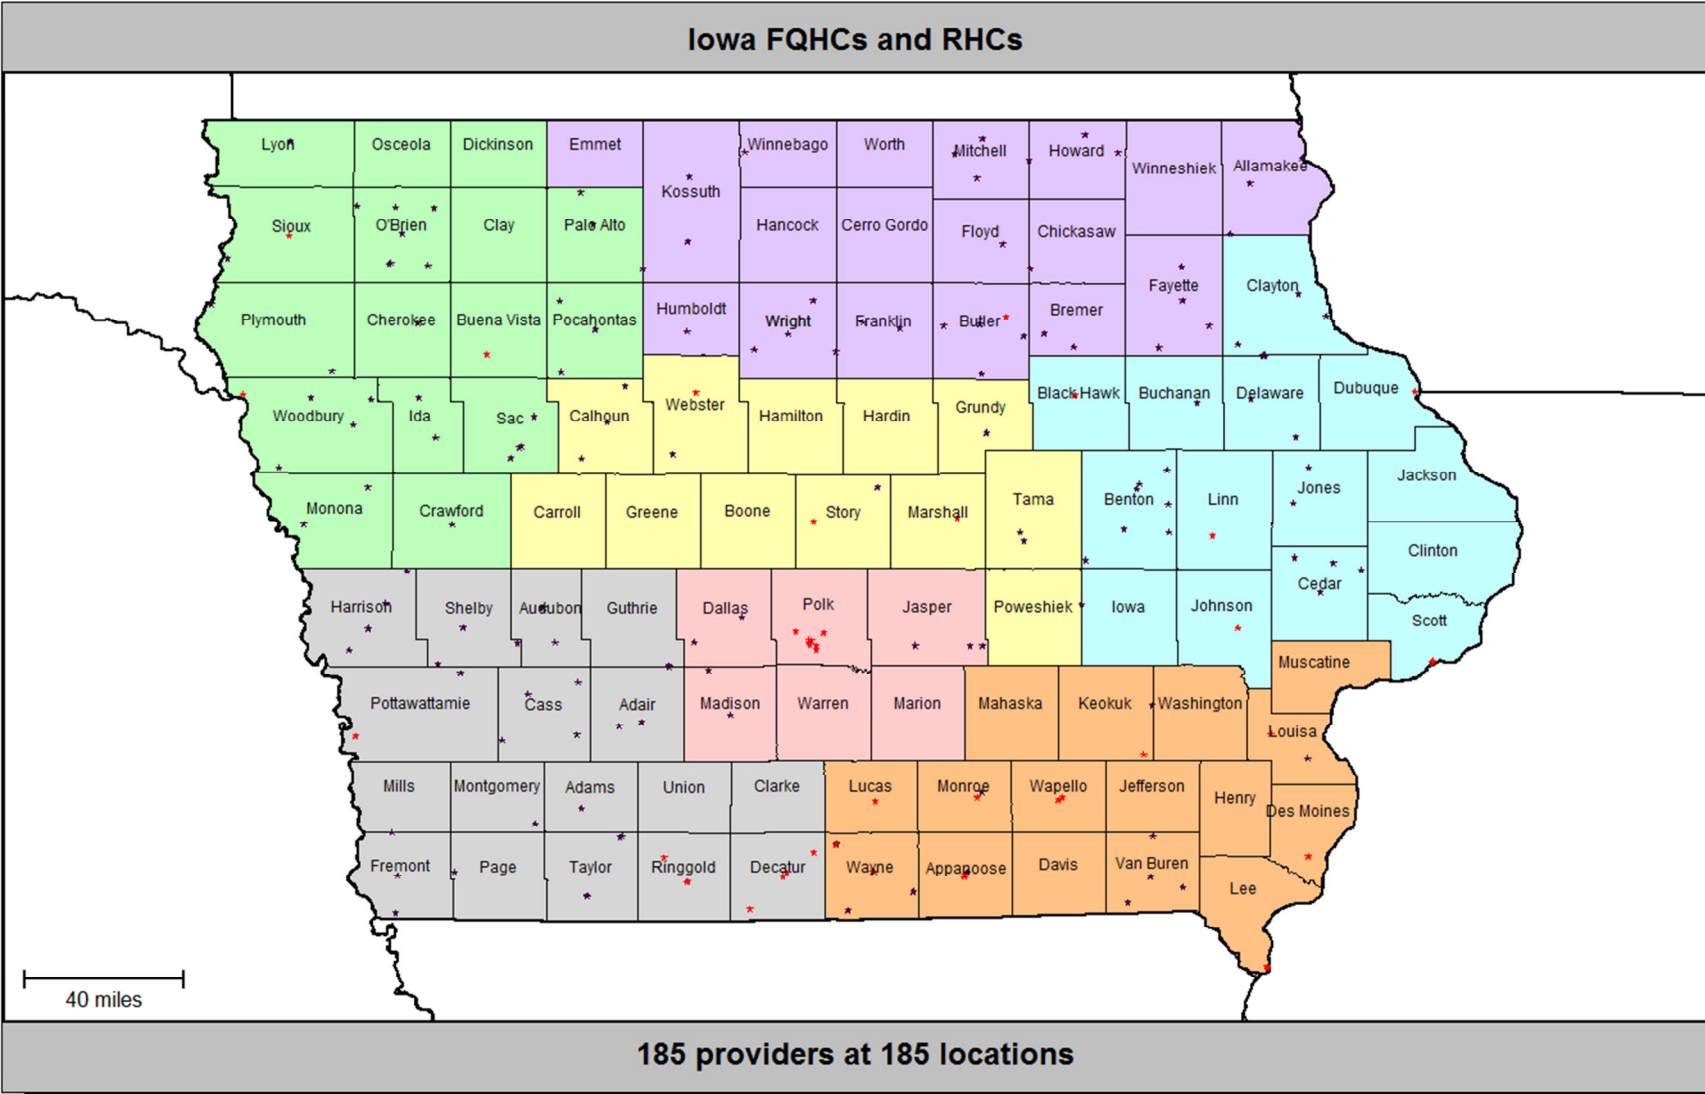 Iowa FQHCs and RHCs
Lyon Osceola Dickinson Emmet Winnebago Worth Mitchell Howard
Kossuth Winneshiek Allamakee
Sioux O'Brien Clay Palo Alto Hancock Cerro Gordo Floyd Chickasaw
Plymouth Cherokee Buena Vista Pocahontas Humboldt Wright Franklin Butler Bremer Fayette Clayton
Woodbury Ida Sac Calhoun Webster Hamilton Hardin Grundy Black Hawk Buchanan Delaware Dubuque
Monona Crawford Carroll Greene Boone Story Marshall Tama Benton Linn Jones Jackson
Clinton
Harrison Shelby Audubon Guthrie Dallas Polk Jasper Poweshiek Iowa Johnson Cedar Scott
Muscatine
Pottawattamie Cass Adair Madison Warren Marion Mahaska Keokuk Washington Louisa
Mills Montgomery Adams Union Clarke Lucas Monroe Wapello Jefferson Henry Des Moines
Fremont Page Taylor Ringgold Decatur Wayne Appanoose Davis Van Buren Lee
40 miles
185 providers at 185 locations